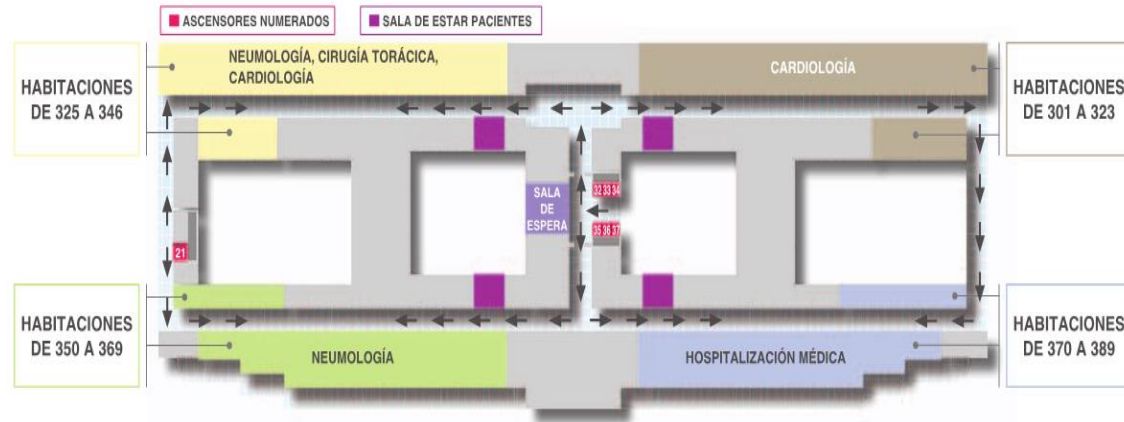 ASCENSORES NUMERADOS
SALA DE ESTAR PACIENTES
HABITACIONES
DE 325 A 346
NEUMOLOGÍA, CIRUGÍA TORÁCICA,
CARDIOLOGÍA
CARDIOLOGÍA
HABITACIONES
DE 301 A 323
SALA
DE
ESPERA
32 33 34
35 36 37
21
HABITACIONES
DE 350 A 369
NEUMOLOGÍA
HOSPITALIZACIÓN MÉDICA
HABITACIONES
DE 370 A 389